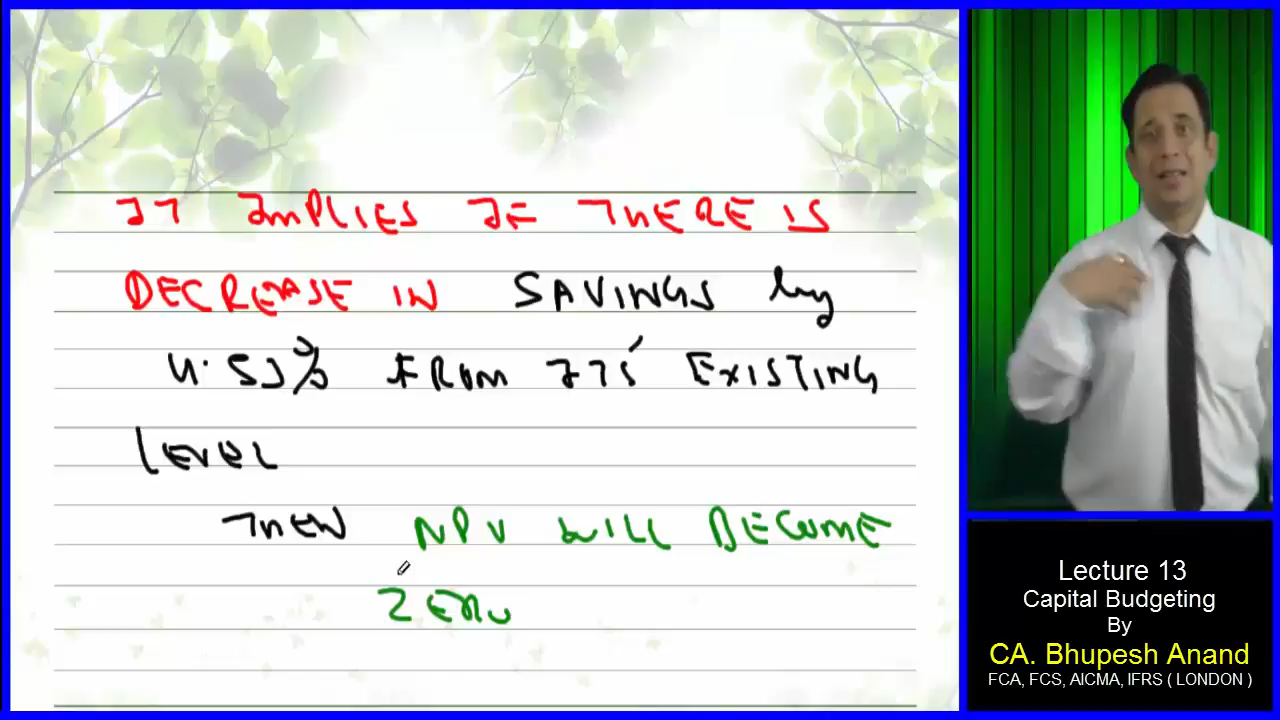 IT IMPLIES IF THERE IS
DECREASE IN SAVINGS by
4.53% FROM ITS' EXISTING
LEVEL
THEN NPV WILL BECOME
ZERO
Lecture 13
Capital Budgeting
By
CA. Bhupesh Anand
FCA, FCS, AICMA, IFRS ( LONDON )